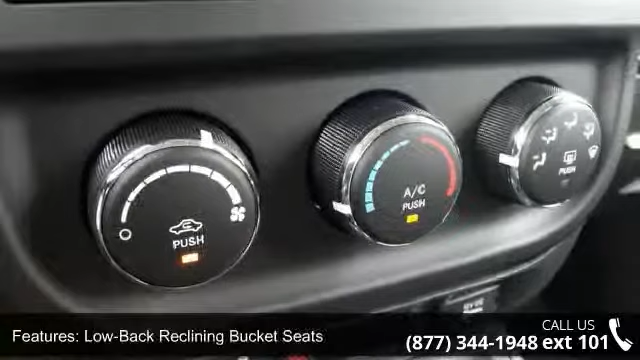 PUSH
A/C
PUSH
PUSH
Features: Low-Back Reclining Bucket Seats
CALL US
(877) 344-1948 ext 101